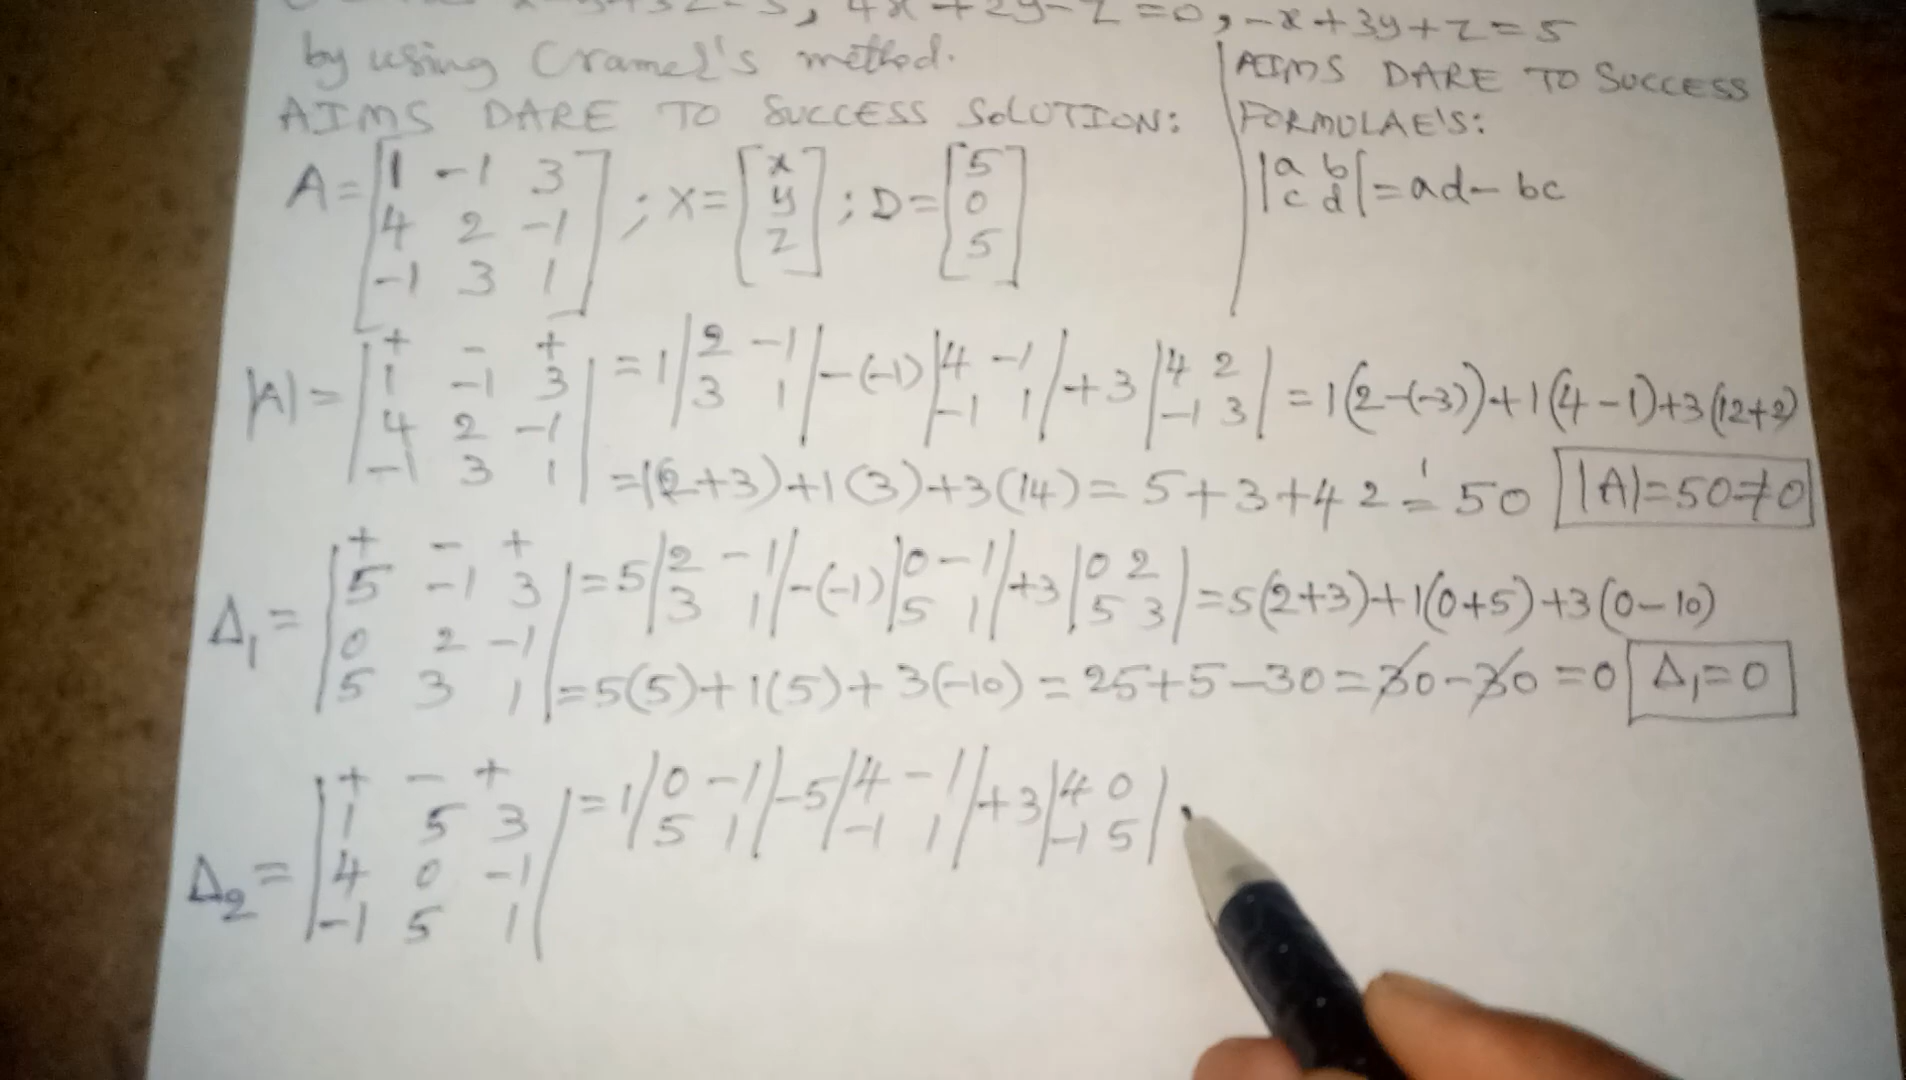 4x+2y-z=0, -x+3y+z=5
by using Cramer's method.
AIMS DARE TO SUCCESS SOLUTION:
A=[1 -1 3; 4 2 -1; -1 3 1]; X=[x; y; z]; D=[5; 0; 5]
AIMS DARE TO SUCCESS
FORMULAE'S:
|a b; c d|=ad-bc
+ - +
|A|=|1 -1 3; 4 2 -1; -1 3 1|=1|2 -1; 3 1|-(-1)|4 -1; -1 1|+3|4 2; -1 3|=1(2-(-3))+1(4-1)+3(12+2)
=1(2+3)+1(3)+3(14)=5+3+42=50 |A|=50≠0
+ - +
Δ₁=|5 -1 3; 0 2 -1; 5 3 1|=5|2 -1; 3 1|-(-1)|0 -1; 5 1|+3|0 2; 5 3|=5(2+3)+1(0+5)+3(0-10)
=5(5)+1(5)+3(-10)=25+5-30=30-30=0 Δ₁=0
+ - +
Δ₂=|1 5 3; 4 0 -1; -1 5 1|=1|0 -1; 5 1|-5|4 -1; -1 1|+3|4 0; -1 5|